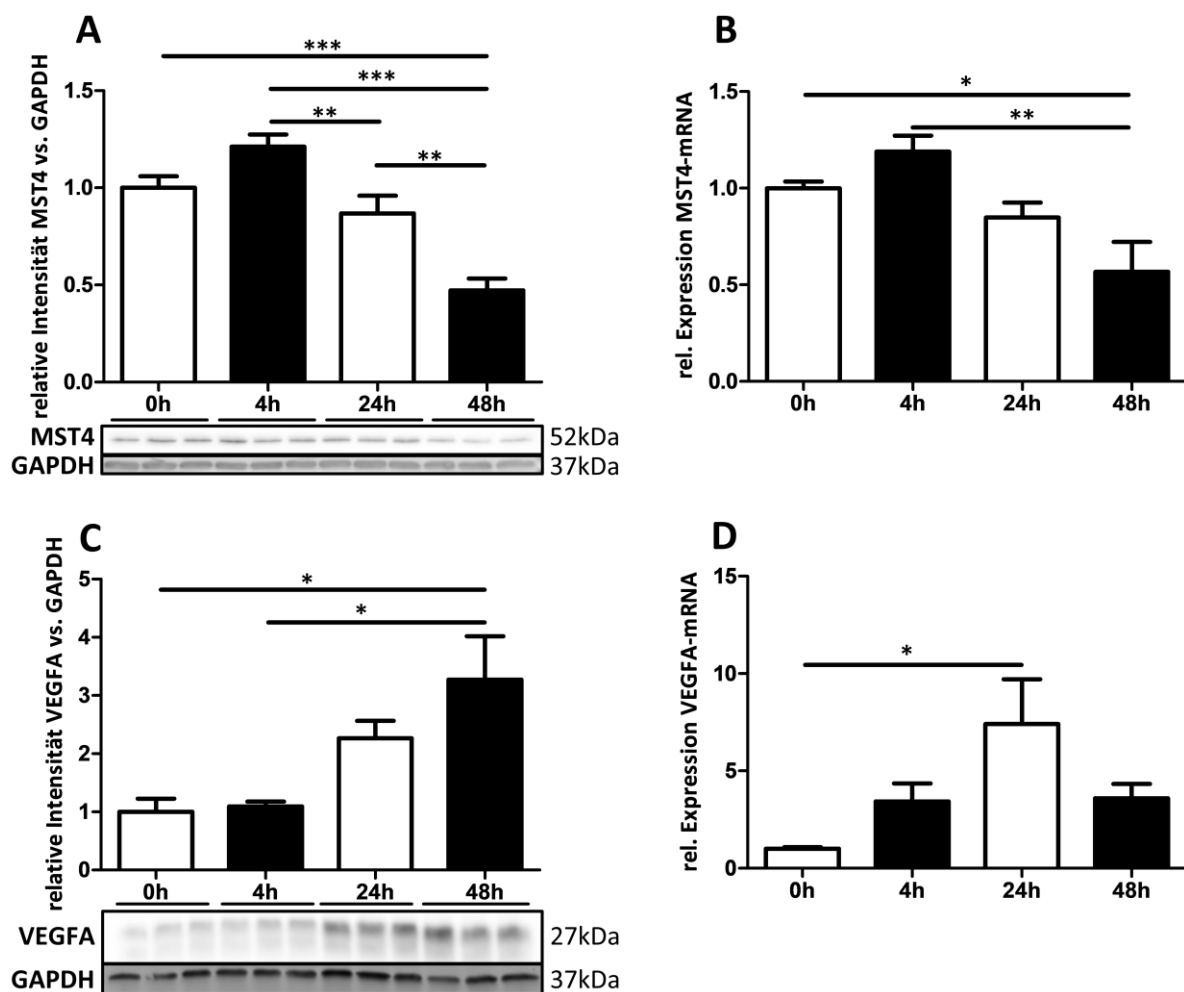 A
relative Intensität MST4 vs. GAPDH
***
***
**
**
1.5
1.0
0.5
0.0
0h 4h 24h 48h
MST4 52kDa
GAPDH 37kDa
B
rel. Expression MST4-mRNA
*
**
1.5
1.0
0.5
0.0
0h 4h 24h 48h
C
relative Intensität VEGFA vs. GAPDH
*
*
5
4
3
2
1
0
0h 4h 24h 48h
VEGFA 27kDa
GAPDH 37kDa
D
rel. Expression VEGFA-mRNA
*
15
10
5
0
0h 4h 24h 48h